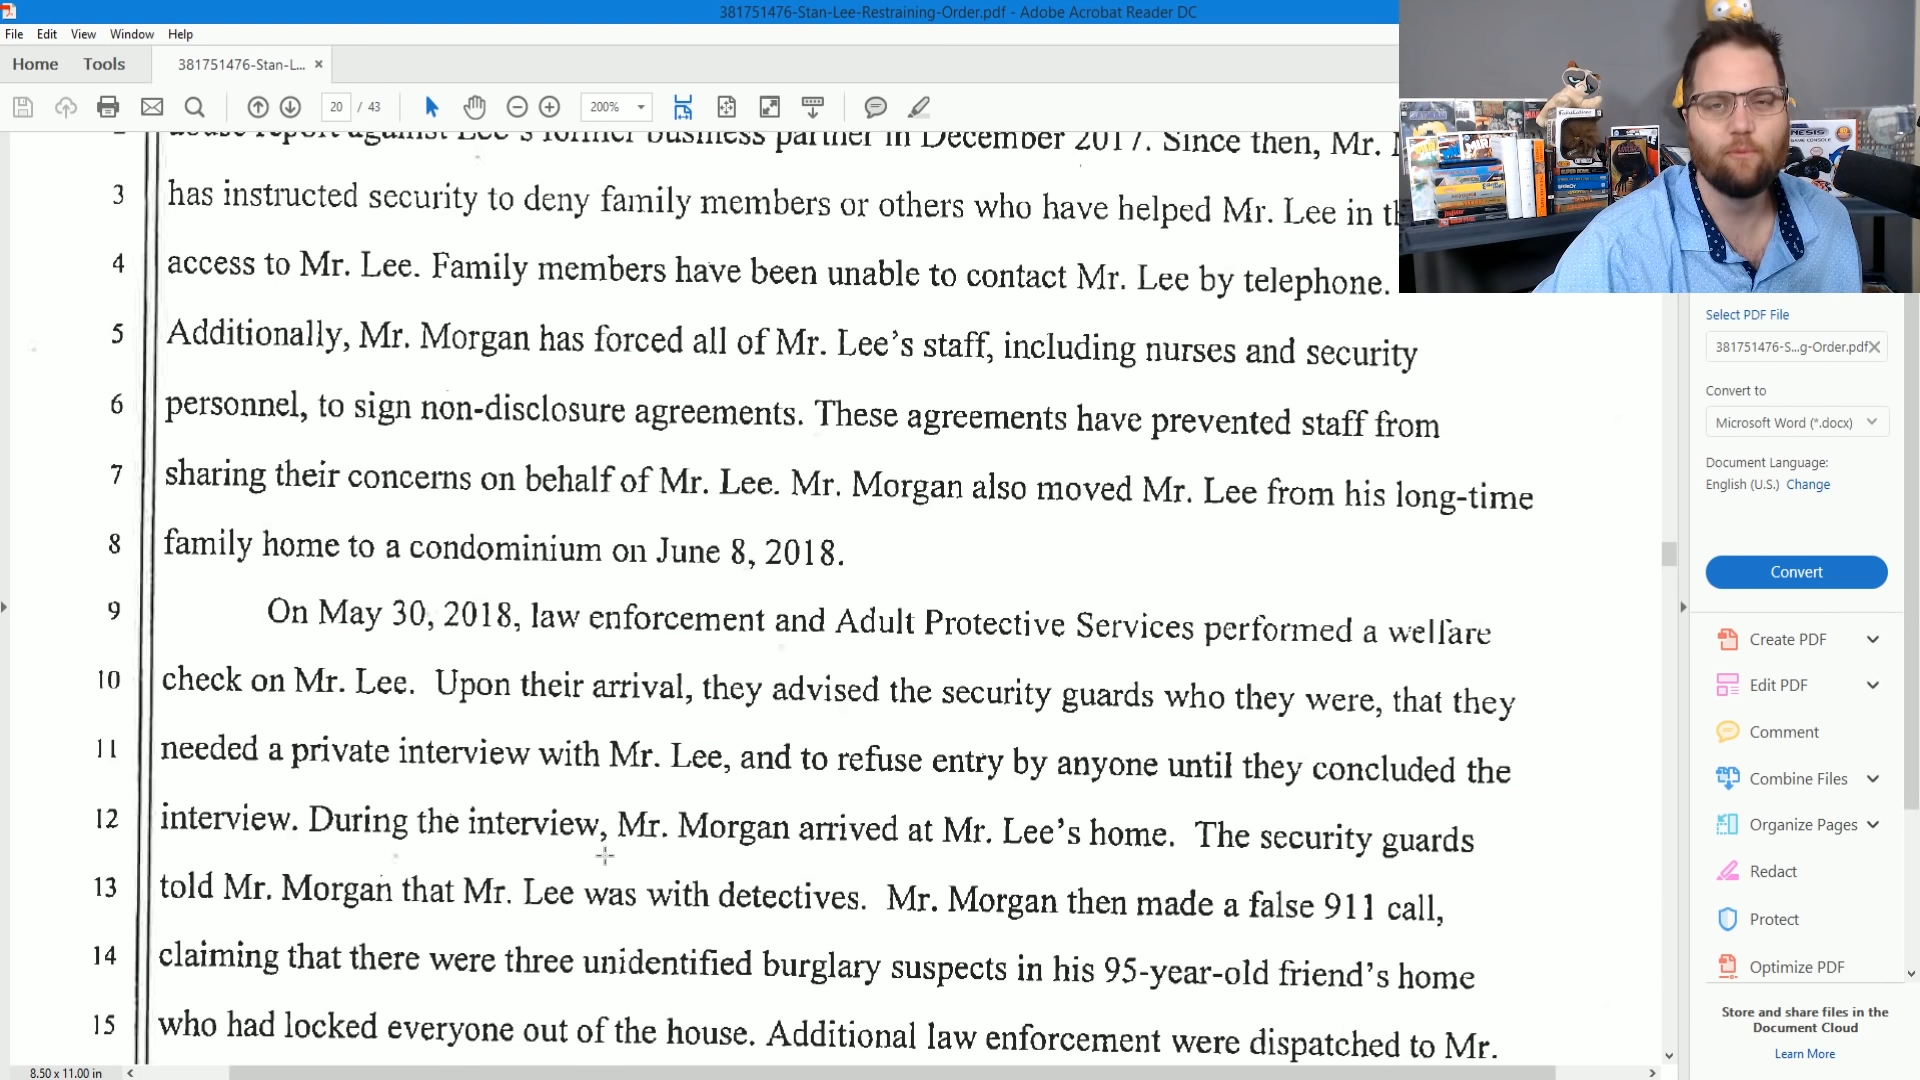 381751476-Stan-Lee-Restraining-Order.pdf - Adobe Acrobat Reader DC
File Edit View Window Help
Home Tools 381751476-Stan-L... ×
20 / 43 200%
abuse report against Lee's former business partner in December 2017. Since then, Mr.
3 has instructed security to deny family members or others who have helped Mr. Lee in
4 access to Mr. Lee. Family members have been unable to contact Mr. Lee by telephone.
5 Additionally, Mr. Morgan has forced all of Mr. Lee's staff, including nurses and security
6 personnel, to sign non-disclosure agreements. These agreements have prevented staff from
7 sharing their concerns on behalf of Mr. Lee. Mr. Morgan also moved Mr. Lee from his long-time
8 family home to a condominium on June 8, 2018.
9 On May 30, 2018, law enforcement and Adult Protective Services performed a welfare
10 check on Mr. Lee. Upon their arrival, they advised the security guards who they were, that they
11 needed a private interview with Mr. Lee, and to refuse entry by anyone until they concluded the
12 interview. During the interview, Mr. Morgan arrived at Mr. Lee's home. The security guards
13 told Mr. Morgan that Mr. Lee was with detectives. Mr. Morgan then made a false 911 call,
14 claiming that there were three unidentified burglary suspects in his 95-year-old friend's home
15 who had locked everyone out of the house. Additional law enforcement were dispatched to Mr.
8.50 x 11.00 in
Select PDF File
381751476-S...g-Order.pdf
Convert to
Microsoft Word (*.docx)
Document Language:
English (U.S.) Change
Convert
Create PDF
Edit PDF
Comment
Combine Files
Organize Pages
Redact
Protect
Optimize PDF
Store and share files in the
Document Cloud
Learn More